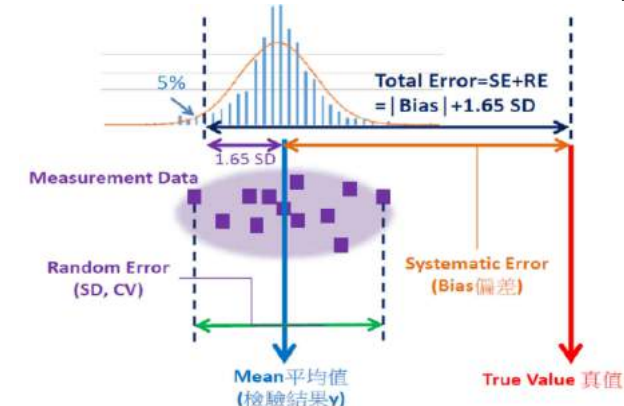 5%
Total Error=SE+RE
=|Bias|+1.65 SD
1.65 SD
Measurement Data
Random Error
(SD, CV)
Systematic Error
(Bias偏差)
Mean平均值
(檢驗結果y)
True Value 真值